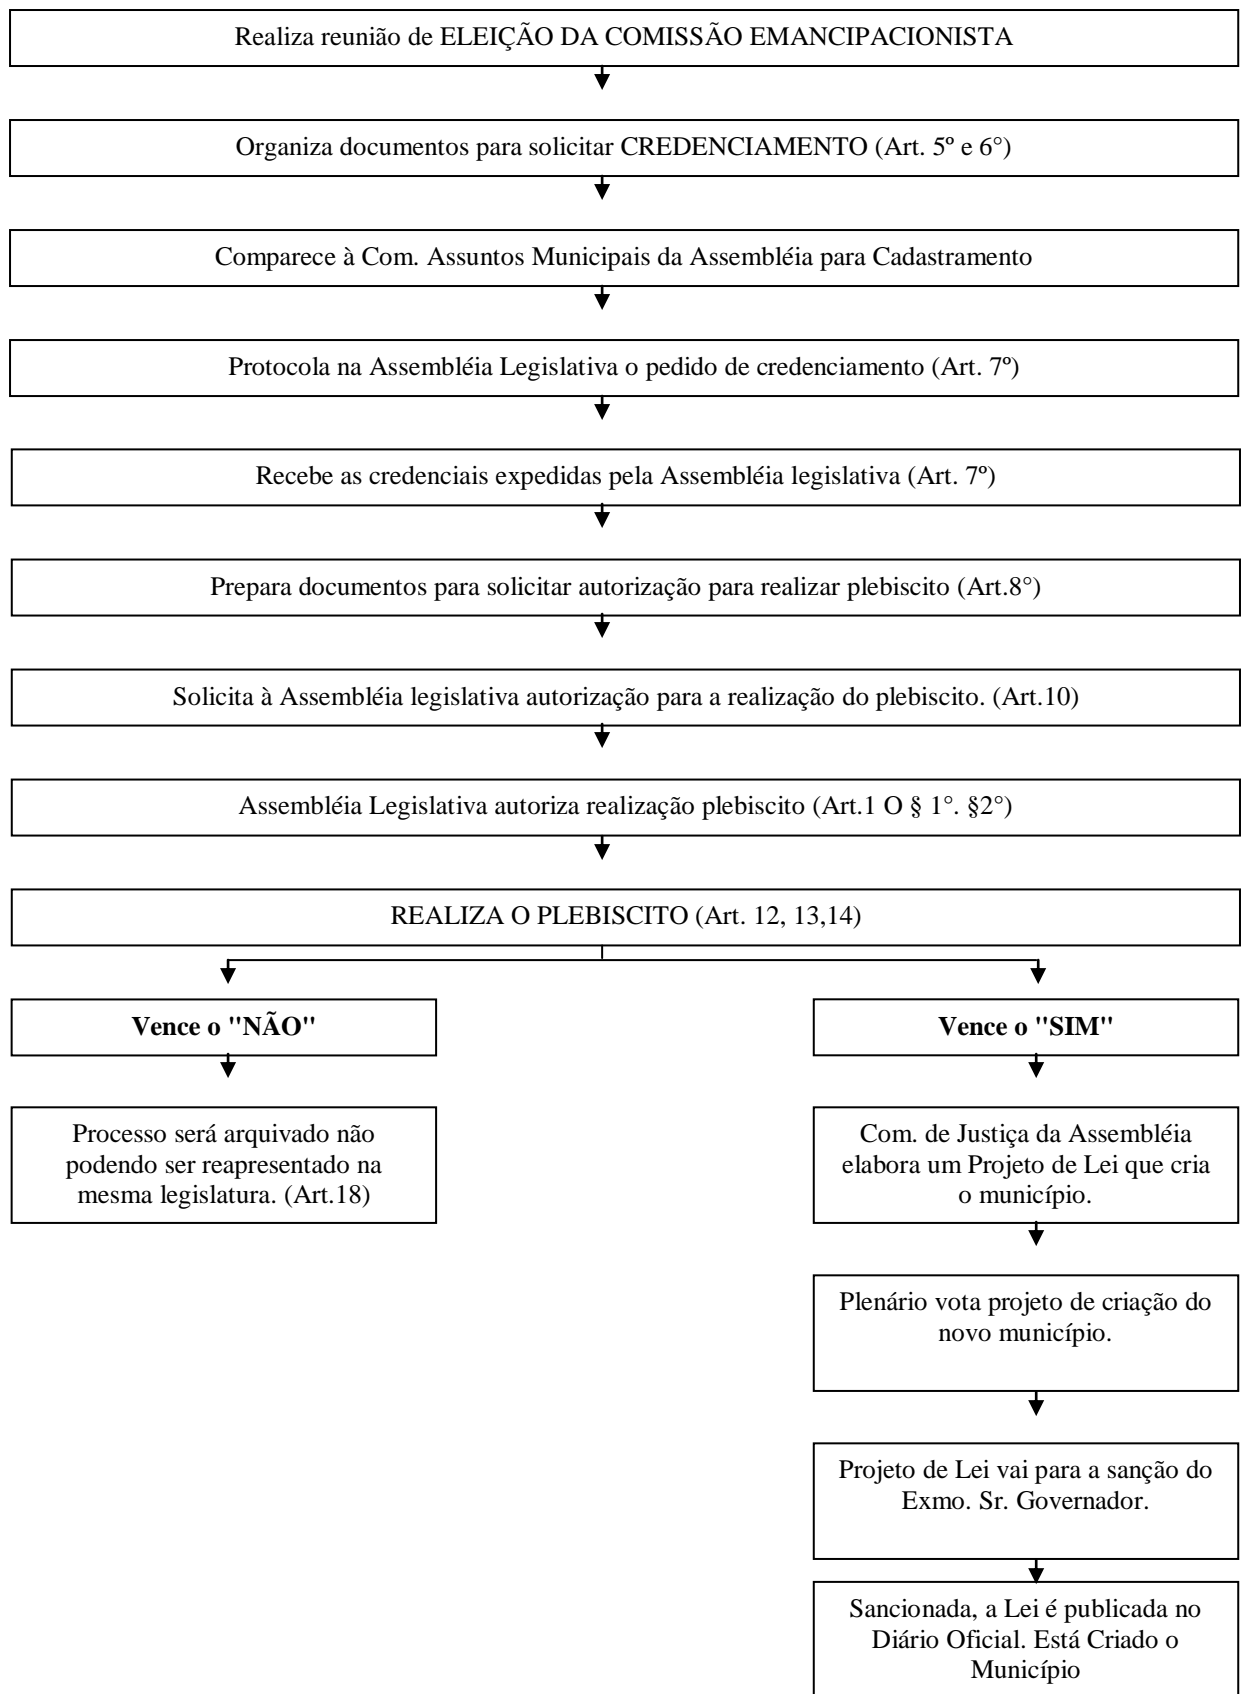 Realiza reunião de ELEIÇÃO DA COMISSÃO EMANCIPACIONISTA
Organiza documentos para solicitar CREDENCIAMENTO (Art. 5º e 6°)
Comparece à Com. Assuntos Municipais da Assembléia para Cadastramento
Protocola na Assembléia Legislativa o pedido de credenciamento (Art. 7º)
Recebe as credenciais expedidas pela Assembléia legislativa (Art. 7º)
Prepara documentos para solicitar autorização para realizar plebiscito (Art.8°)
Solicita à Assembléia legislativa autorização para a realização do plebiscito. (Art.10)
Assembléia Legislativa autoriza realização plebiscito (Art.1 O § 1°. §2°)
REALIZA O PLEBISCITO (Art. 12, 13,14)
Vence o "NÃO"
Processo será arquivado não
podendo ser reapresentado na
mesma legislatura. (Art.18)
Vence o "SIM"
Com. de Justiça da Assembléia
elabora um Projeto de Lei que cria
o município.
Plenário vota projeto de criação do
novo município.
Projeto de Lei vai para a sanção do
Exmo. Sr. Governador.
Sancionada, a Lei é publicada no
Diário Oficial. Está Criado o
Município